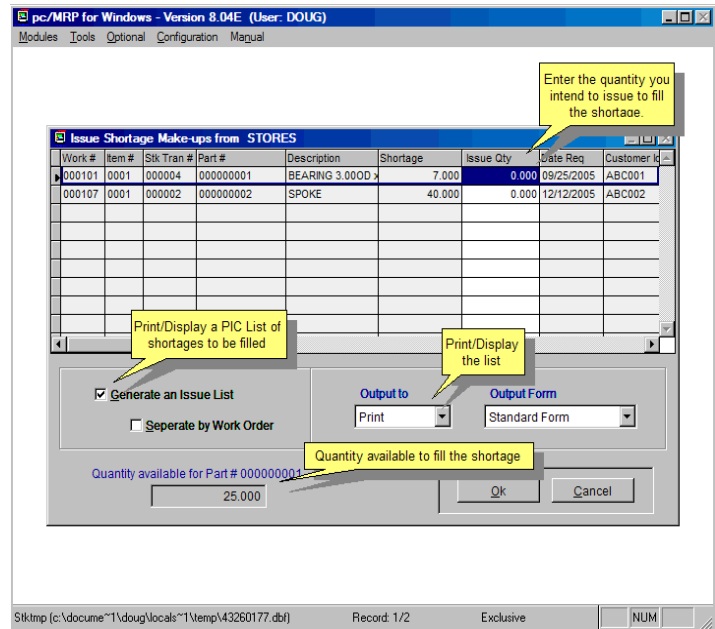 pc/MRP for Windows - Version 8.04E (User: DOUG)
Modules Tools Optional Configuration Manual
Enter the quantity you
intend to issue to fill
the shortage.
Issue Shortage Make-ups from STORES
Work # Item # Stk Tran # Part # Description Shortage Issue Qty Date Req Customer Id
000101 0001 000004 000000001 BEARING 3.00OD x 7.000 0.000 09/25/2005 ABC001
000107 0001 000002 000000002 SPOKE 40.000 0.000 12/12/2005 ABC002
Print/Display a PIC List of
shortages to be filled
Print/Display
the list
Generate an Issue List
Seperate by Work Order
Output to
Print
Output Form
Standard Form
Quantity available to fill the shortage
Quantity available for Part # 000000001
25.000
Ok Cancel
Stktmp (c:\docume~1\doug\locals~1\temp\43260177.dbf) Record: 1/2 Exclusive NUM